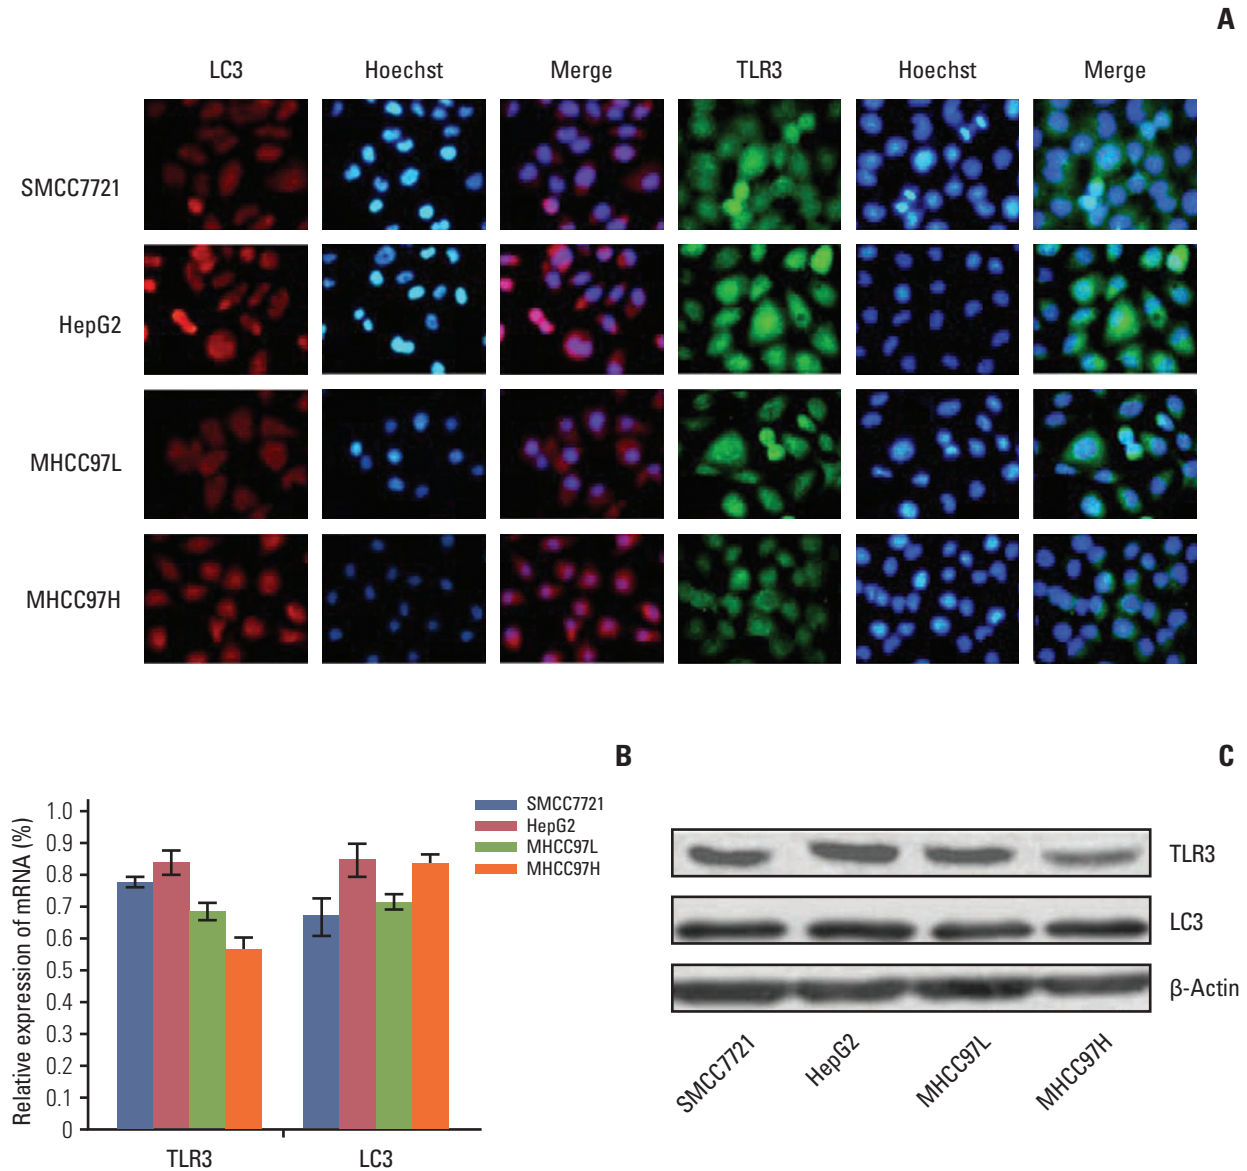 A
LC3 Hoechst Merge TLR3 Hoechst Merge
SMCC7721
HepG2
MHCC97L
MHCC97H
B
Relative expression of mRNA (%)
1.0
0.9
0.8
0.7
0.6
0.5
0.4
0.3
0.2
0.1
0
TLR3 LC3
SMCC7721
HepG2
MHCC97L
MHCC97H
C
TLR3
LC3
β-Actin
SMCC7721 HepG2 MHCC97L MHCC97H